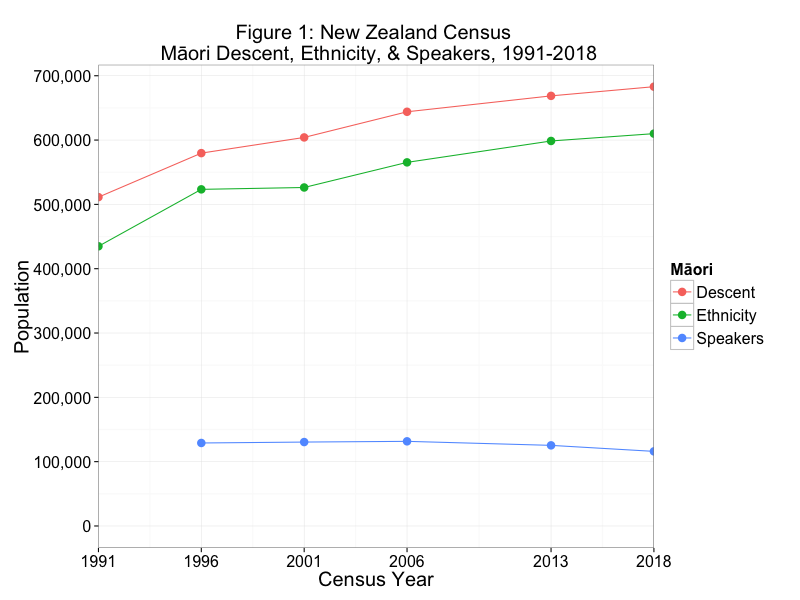 Figure 1: New Zealand Census
Māori Descent, Ethnicity, & Speakers, 1991-2018
700,000
600,000
500,000
400,000
300,000
200,000
100,000
0
Population
1991 1996 2001 2006 2013 2018
Census Year
Māori
Descent
Ethnicity
Speakers